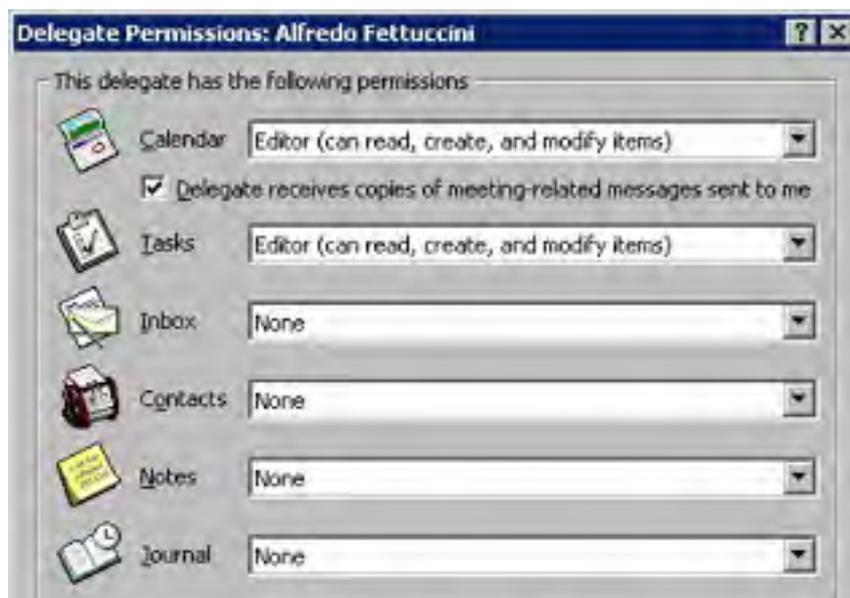 Delegate Permissions: Alfredo Fettuccini
This delegate has the following permissions
Calendar Editor (can read, create, and modify items)
Delegate receives copies of meeting-related messages sent to me
Tasks Editor (can read, create, and modify items)
Inbox None
Contacts None
Notes None
Journal None